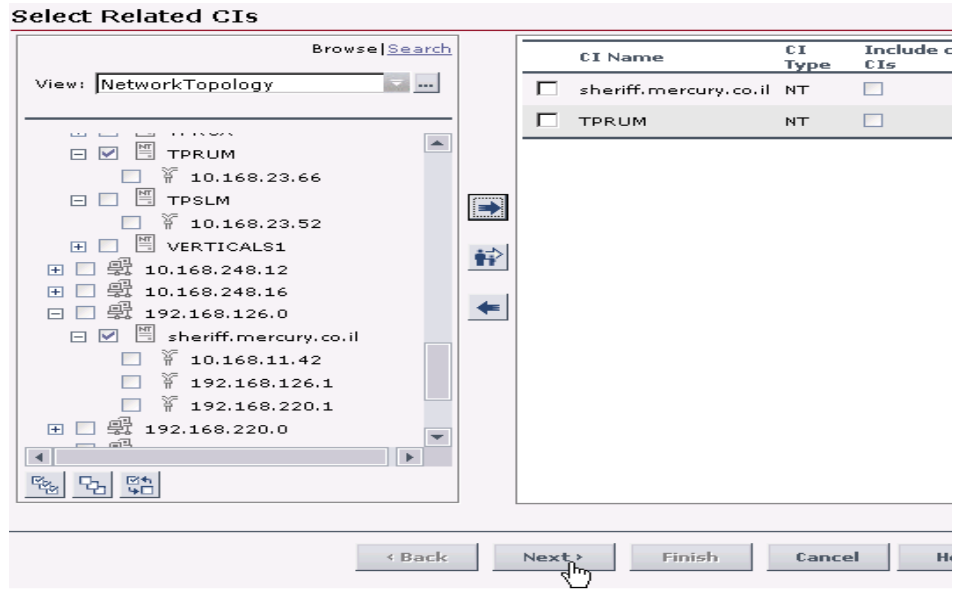 Select Related CIs
Browse|Search
View: NetworkTopology
...
TPRUM
10.168.23.66
TPSLM
10.168.23.52
VERTICALS1
10.168.248.12
10.168.248.16
192.168.126.0
sheriff.mercury.co.il
10.168.11.42
192.168.126.1
192.168.220.1
192.168.220.0
CI Name CI Type Include CIs
sheriff.mercury.co.il NT
TPRUM NT
< Back Next > Finish Cancel